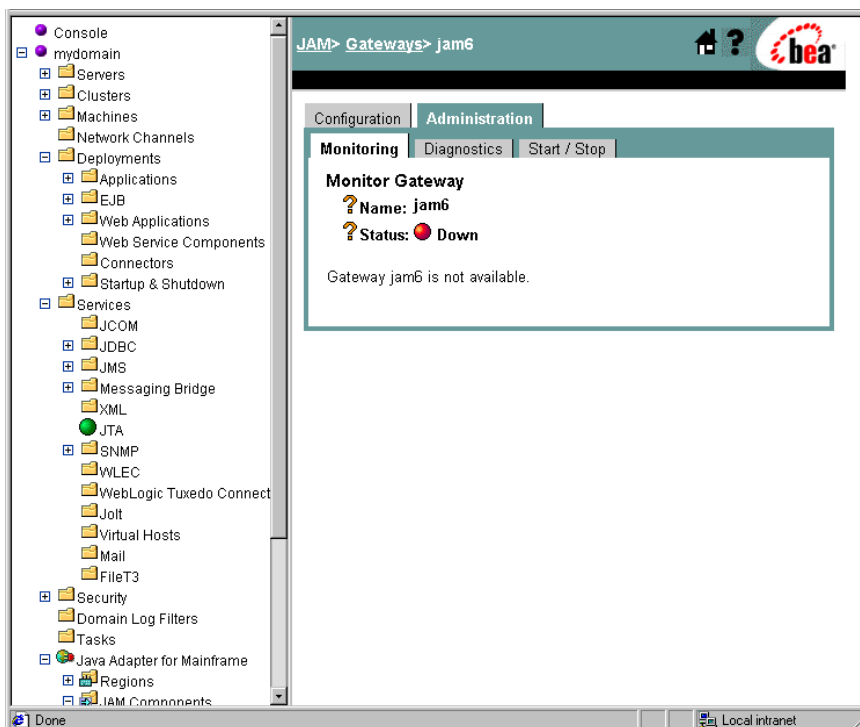 Console
mydomain
Servers
Clusters
Machines
Network Channels
Deployments
Applications
EJB
Web Applications
Web Service Components
Connectors
Startup & Shutdown
Services
JCOM
JDBC
JMS
Messaging Bridge
XML
JTA
SNMP
WLEC
WebLogic Tuxedo Connect
Jolt
Virtual Hosts
Mail
FileT3
Security
Domain Log Filters
Tasks
Java Adapter for Mainframe
Regions
JAM Components
JAM> Gateways> jam6
? bea
Configuration Administration
Monitoring Diagnostics Start / Stop
Monitor Gateway
? Name: jam6
? Status: Down
Gateway jam6 is not available.
Done Local intranet